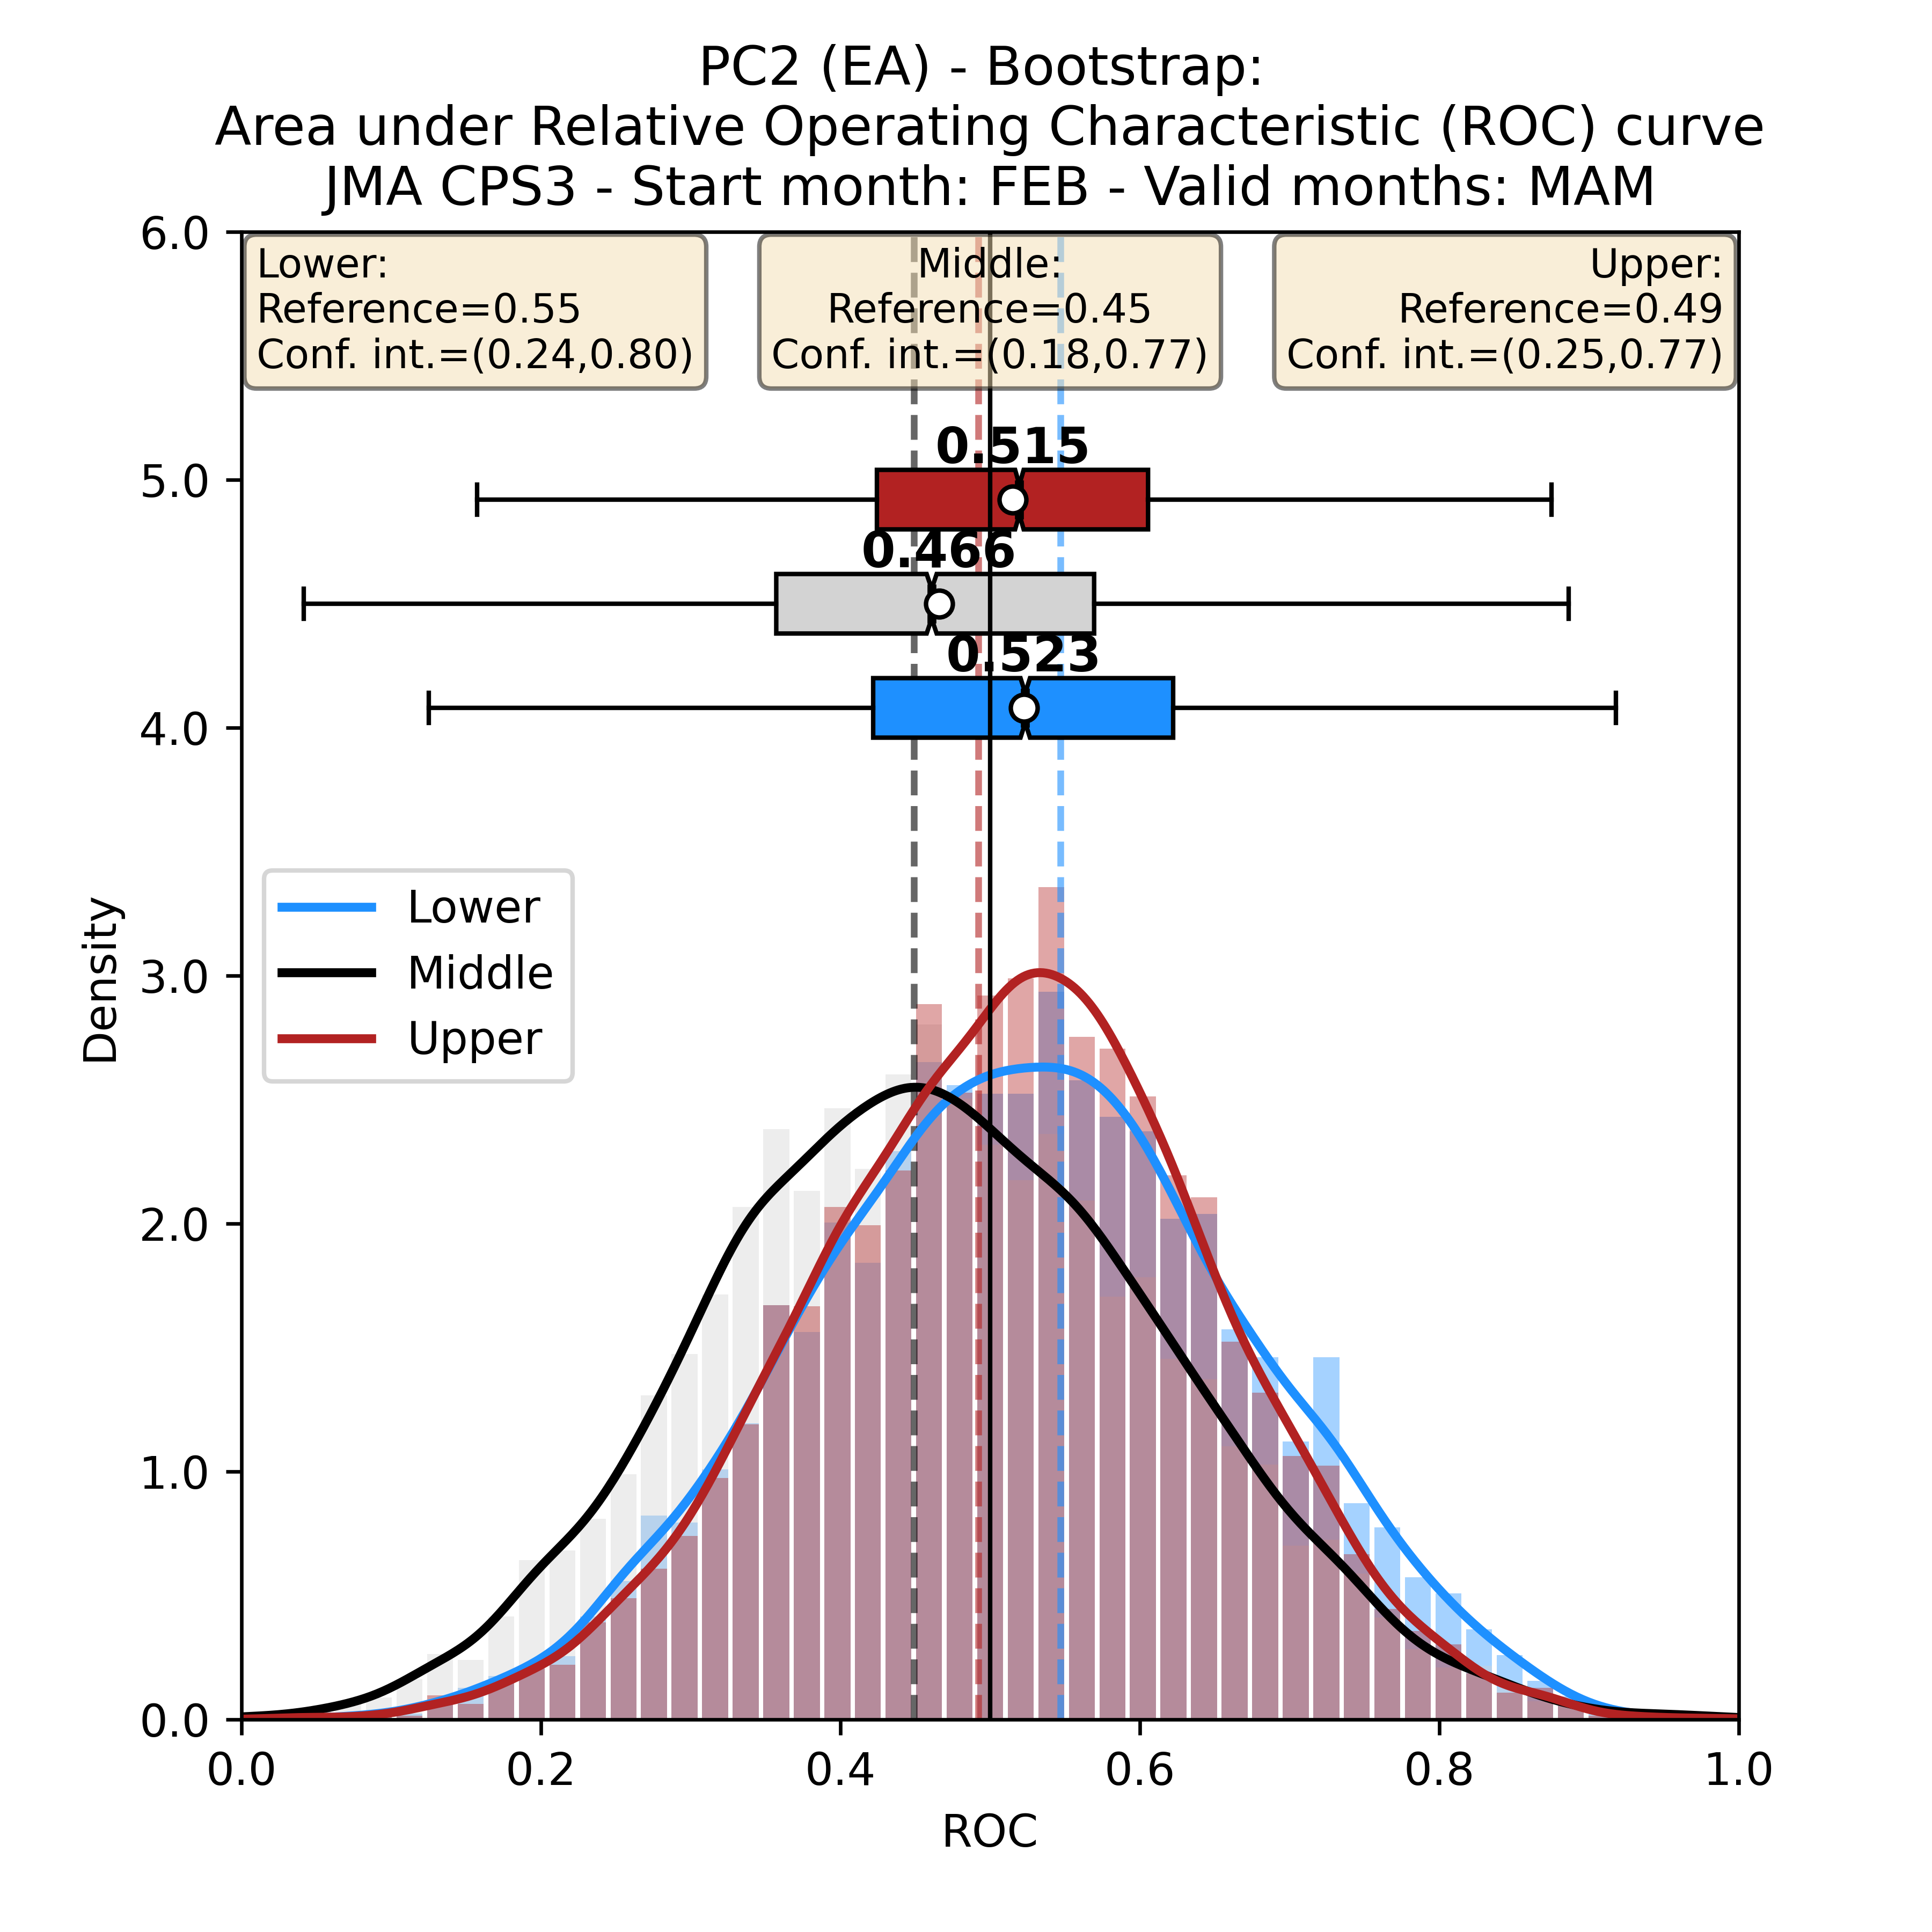 PC2 (EA) - Bootstrap:
Area under Relative Operating Characteristic (ROC) curve
JMA CPS3 - Start month: FEB - Valid months: MAM
Lower:
Reference=0.55
Conf. int.=(0.24,0.80)
Middle:
Reference=0.45
Conf. int.=(0.18,0.77)
Upper:
Reference=0.49
Conf. int.=(0.25,0.77)
0.515
0.466
0.523
Lower
Middle
Upper
Density
6.0
5.0
4.0
3.0
2.0
1.0
0.0
0.0 0.2 0.4 0.6 0.8 1.0
ROC